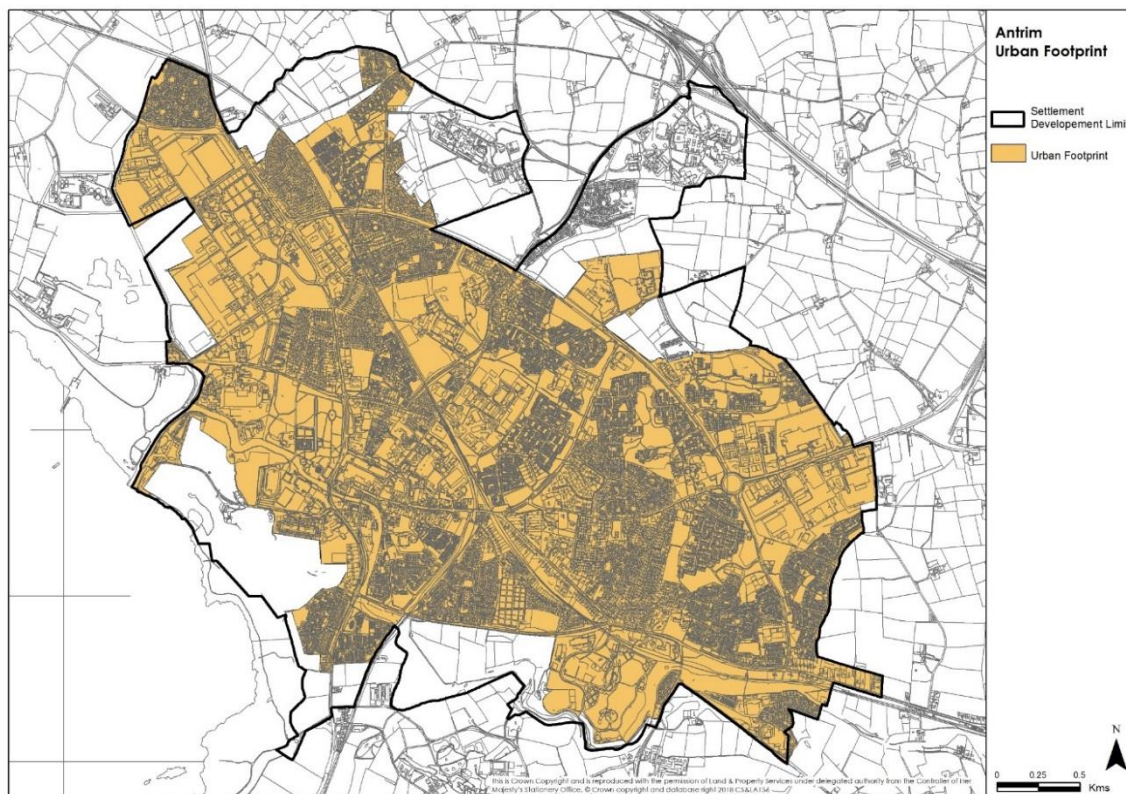 Antrim
Urban Footprint
Settlement
Developement Limi
Urban Footprint
N
0 0.25 0.5
Kms
This is Crown Copyright and is reproduced with the permission of Land & Property Services under delegated authority from the Controller of Her
Majesty's Stationery Office, © Crown copyright and database right 2018 CS&LA156